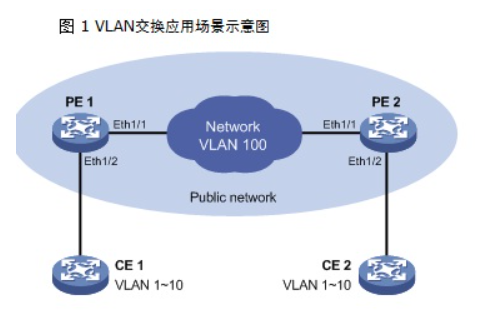 图 1 VLAN交换应用场景示意图
PE 1
PE 2
Eth1/1
Network
VLAN 100
Eth1/1
Eth1/2
Eth1/2
Public network
CE 1
VLAN 1~10
CE 2
VLAN 1~10